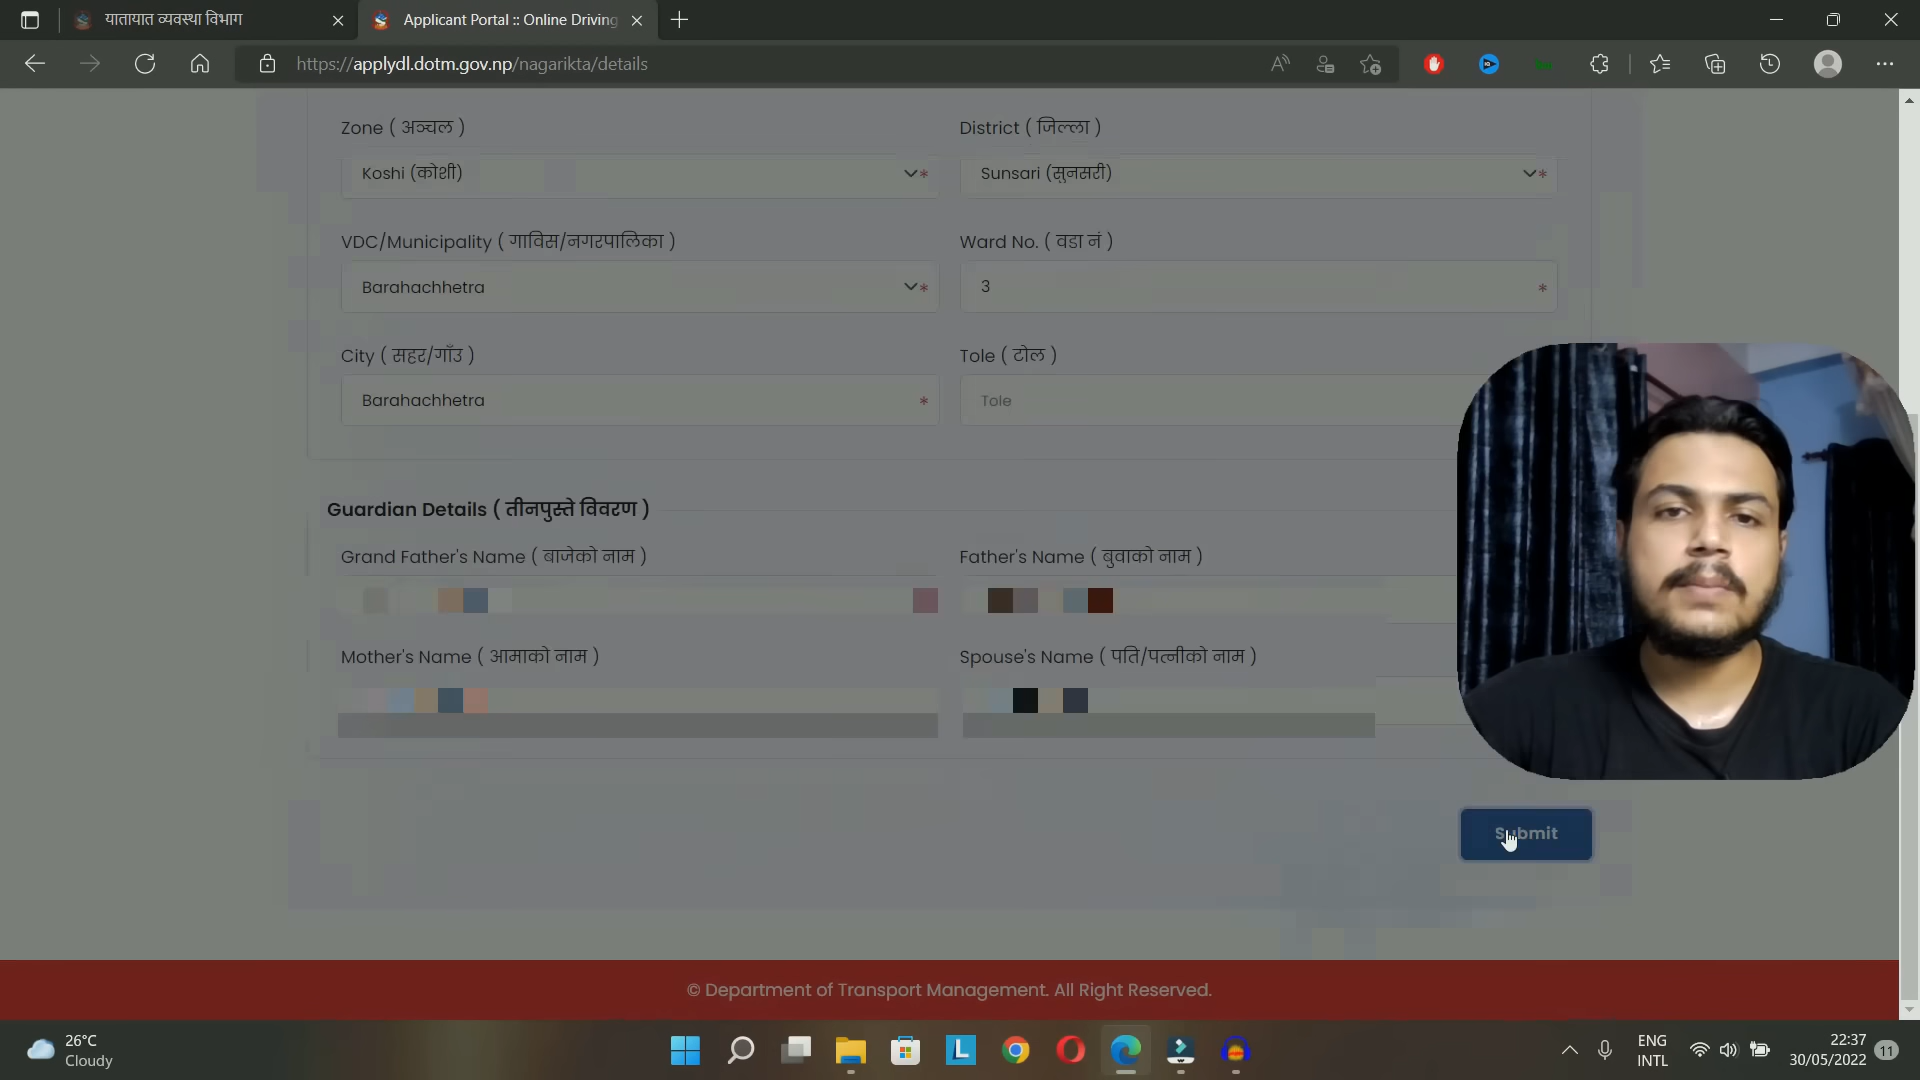 यातायात व्यवस्था विभाग
Applicant Portal :: Online Driving
https://applydl.dotm.gov.np/nagarikta/details
Zone ( अञ्चल )
District ( जिल्ला )
Koshi (कोशी)
*
Sunsari (सुनसरी)
*
VDC/Municipality ( गाविस/नगरपालिका )
Ward No. ( वडा नं )
Barahachhetra
*
3
*
City ( सहर/गाँउ )
Tole ( टोल )
Barahachhetra
*
Tole
Guardian Details ( तीनपुस्ते विवरण )
Grand Father's Name ( बाजेको नाम )
Father's Name ( बुवाको नाम )
Mother's Name ( आमाको नाम )
Spouse's Name ( पति/पत्नीको नाम )
Submit
© Department of Transport Management. All Right Reserved.
26°C
Cloudy
ENG
INTL
22:37
30/05/2022
11